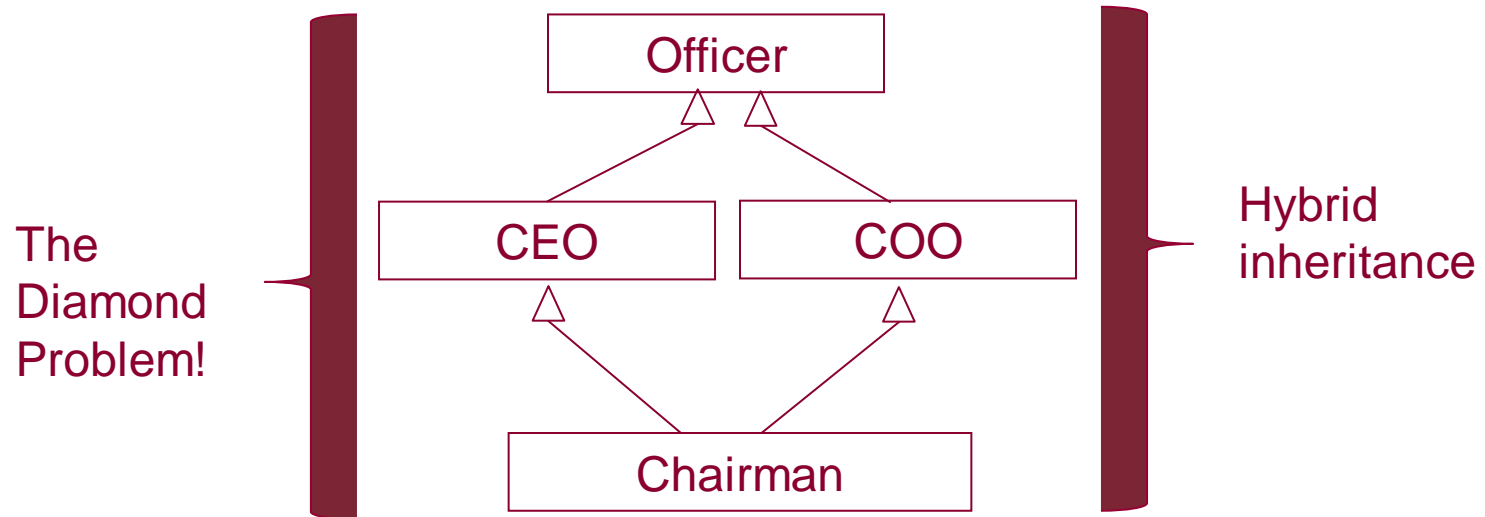 Officer
CEO
COO
Chairman
The
Diamond
Problem!
Hybrid
inheritance